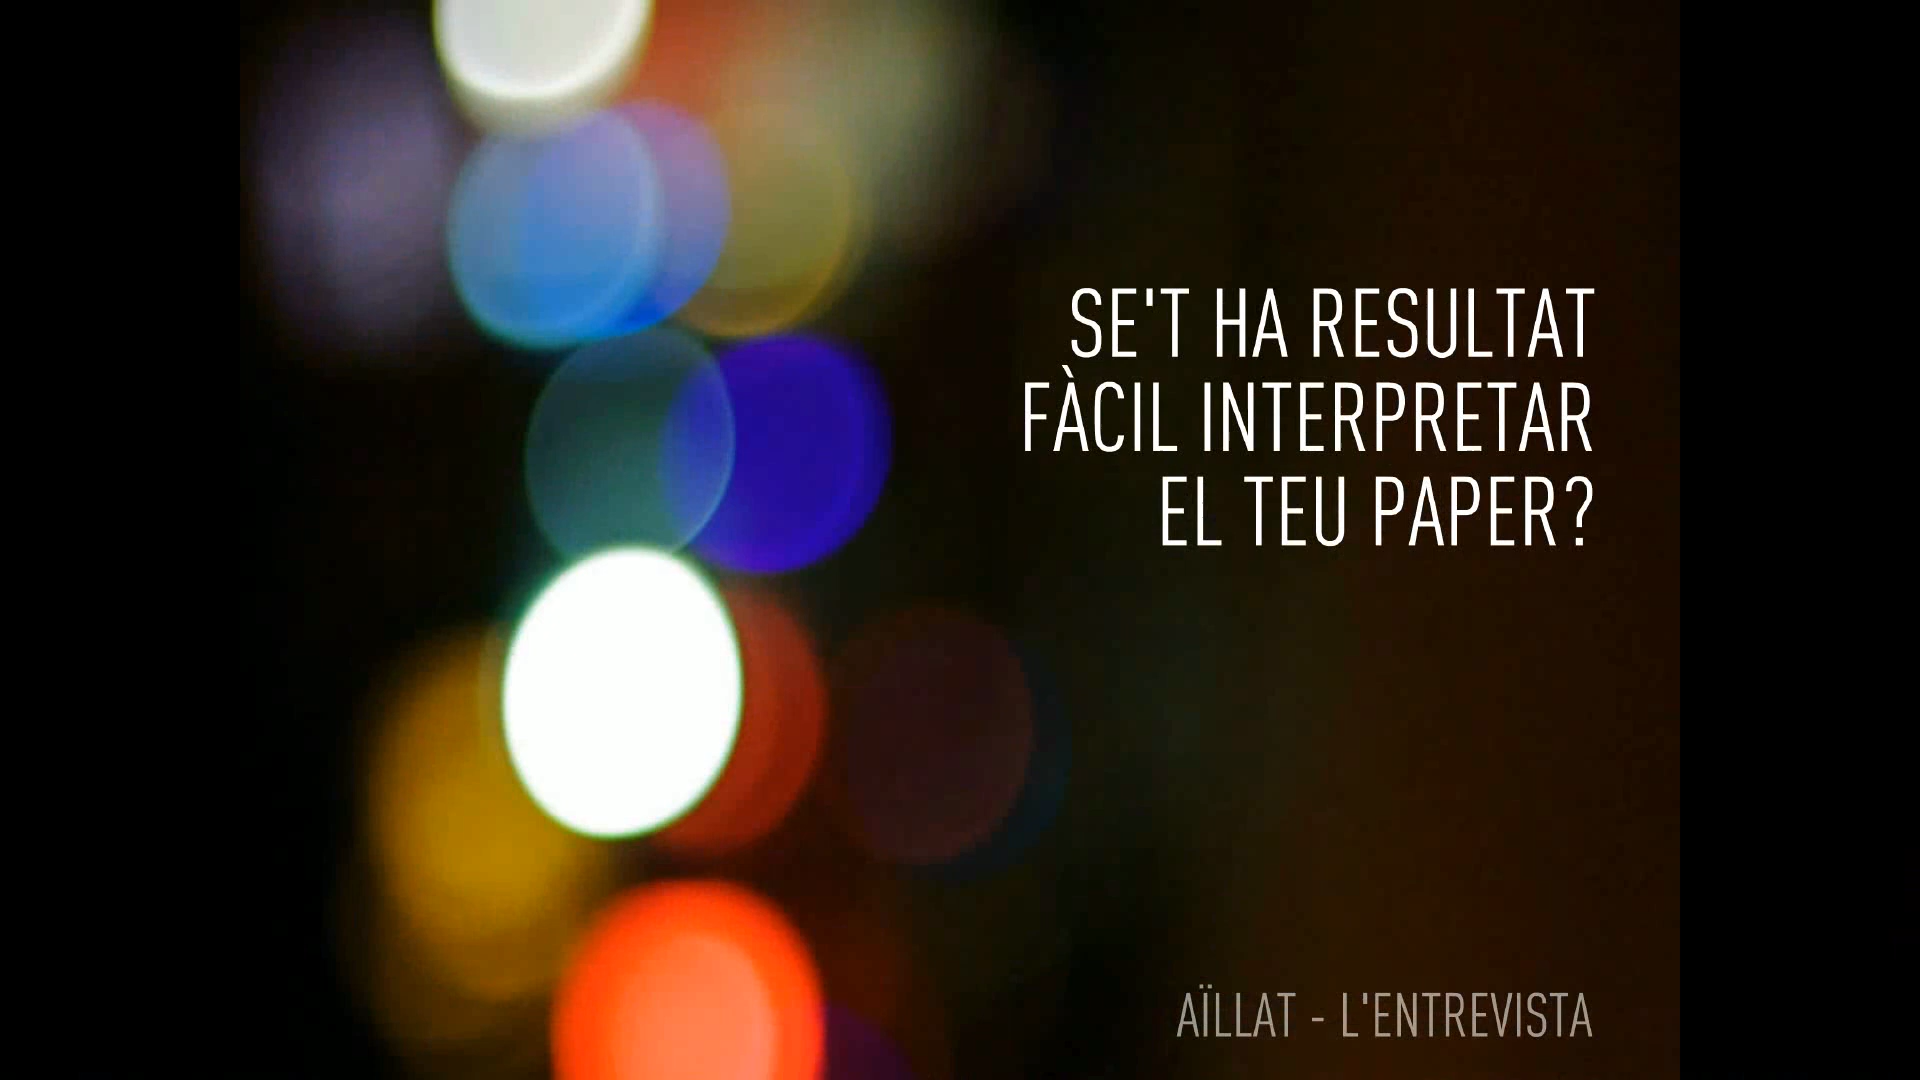 SE'T HA RESULTAT
FÀCIL INTERPRETAR
EL TEU PAPER?
AÏLLAT - L'ENTREVISTA